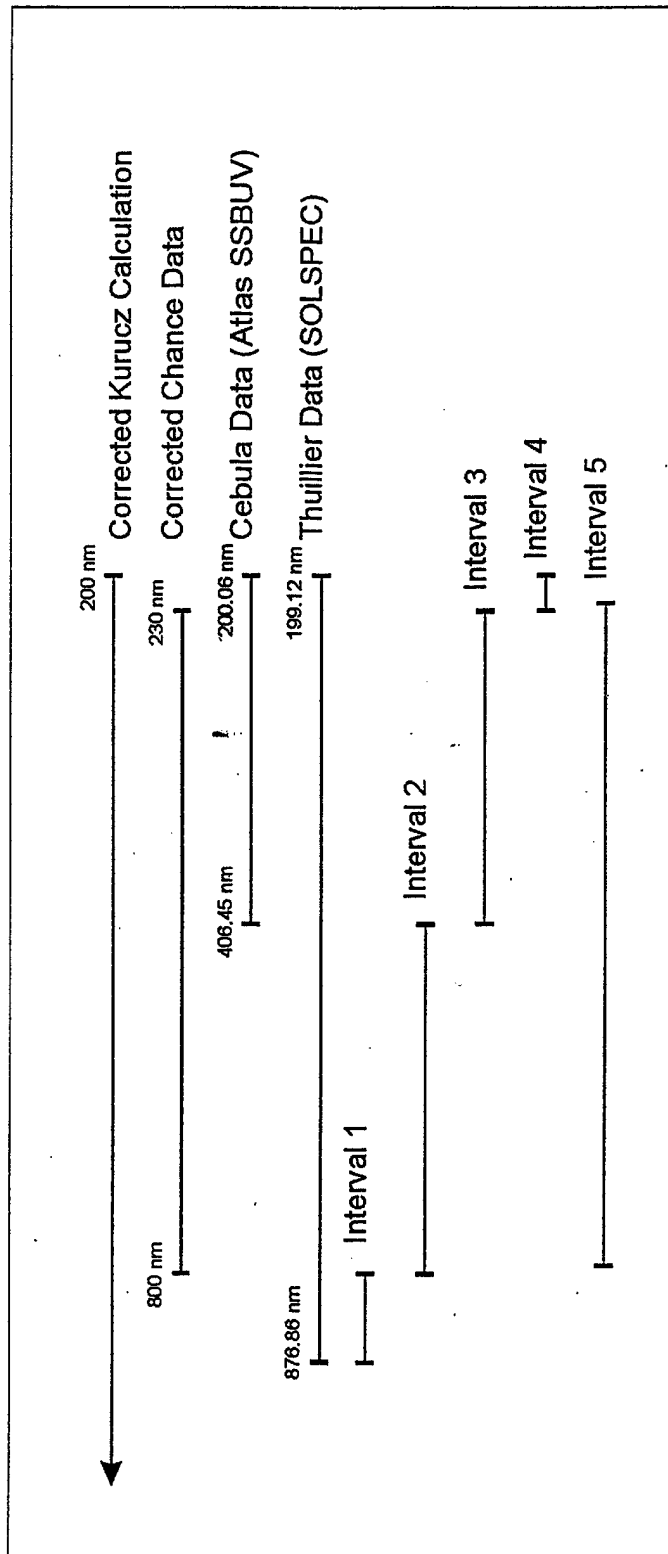 200 nm
Corrected Kurucz Calculation
800 nm
230 nm
Corrected Chance Data
406.45 nm
200.06 nm
Cebula Data (Atlas SSBUV)
876.86 nm
199.12 nm
Thuillier Data (SOLSPEC)
Interval 1
Interval 2
Interval 3
Interval 4
Interval 5